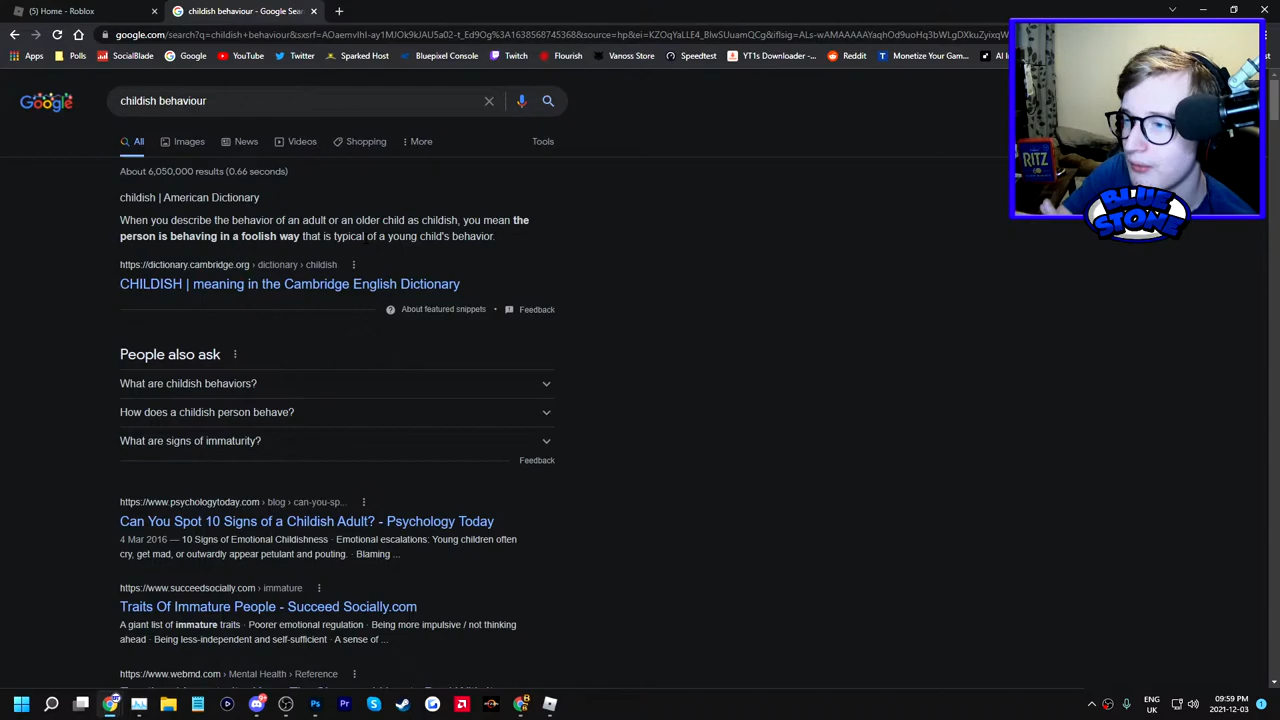 (5) Home - Roblox
childish behaviour - Google Sear
Apps
Polls
SocialBlade
Google
YouTube
Twitter
Parked Host
Bluehost
Twitch
Flourish
Vanoss Store
Speedtest
YT1s Downloader -...
Reddit
Monetize Your Gam...
Google
childish behaviour
All
Images
News
Videos
Shopping
More
Tools
About 6,050,000 results (0.66 seconds)
childish | American Dictionary
When you describe the behavior of an adult or an older child as childish, you mean the
person is behaving in a foolish way that is typical of a young child's behavior.
https://dictionary.cambridge.org › dictionary › childish
CHILDISH | meaning in the Cambridge English Dictionary
About featured snippets
•
Feedback
People also ask
What are childish behaviors?
How does a childish person behave?
What are signs of immaturity?
Feedback
https://www.psychologytoday.com › blog › can-you-sp...
Can You Spot 10 Signs of a Childish Adult? - Psychology Today
4 Mar 2016 — 10 Signs of Emotional Childishness · Emotional escalations: Young children often
cry, get mad, or outwardly appear petulant and pouting. · Blaming ...
https://www.succeedsocially.com › immature
Traits Of Immature People - Succeed Socially.com
A giant list of immature traits · Poorer emotional regulation · Being more impulsive / not thinking
ahead · Being less-independent and self-sufficient · A sense of ...
https://www.webmd.com › Mental Health › Reference
RITZ
BLUE
STONE
ENG
UK
09:59 PM
2021-12-03